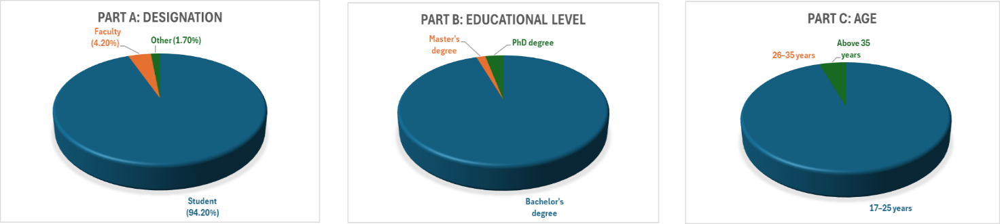 PART A: DESIGNATION
Faculty
(4.20%)
Other (1.70%)
Student
(94.20%)
PART B: EDUCATIONAL LEVEL
Master's
degree
PhD degree
Bachelor's
degree
PART C: AGE
26–35 years
Above 35
years
17–25 years